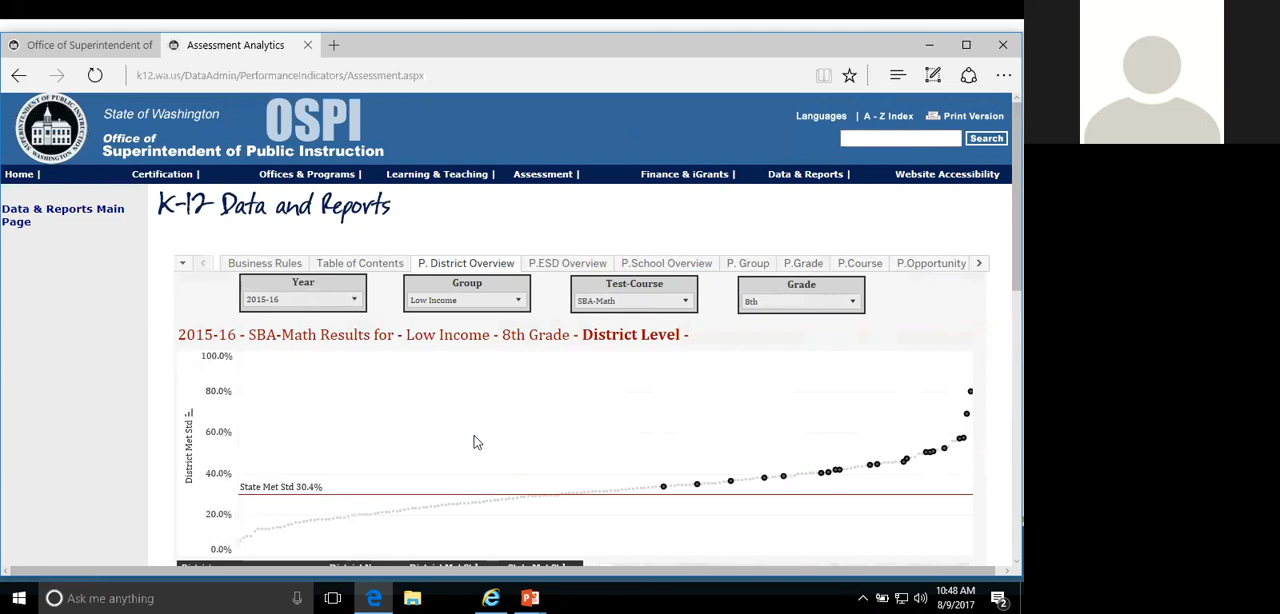 Office of Superintendent of
Assessment Analytics
k12.wa.us/DataAdmin/PerformanceIndicators/Assessment.aspx
State of Washington
OSPI
Office of
Superintendent of Public Instruction
SUPERINTENDENT OF PUBLIC INSTRUCTION
WASHINGTON
Languages | A - Z Index | Print Version
Search
Home | Certification | Offices & Programs | Learning & Teaching | Assessment | Finance & iGrants | Data & Reports | Website Accessibility
Data & Reports Main
Page
K-12 Data and Reports
Business Rules Table of Contents P. District Overview P.ESD Overview P.School Overview P. Group P.Grade P.Course P.Opportunity
Year Group Test-Course Grade
2015-16 Low Income SBA-Math 8th
2015-16 - SBA-Math Results for - Low Income - 8th Grade - District Level -
100.0%
80.0%
60.0%
40.0%
20.0%
0.0%
District Met Std
State Met Std 30.4%
Ask me anything
10:48 AM
8/9/2017
2